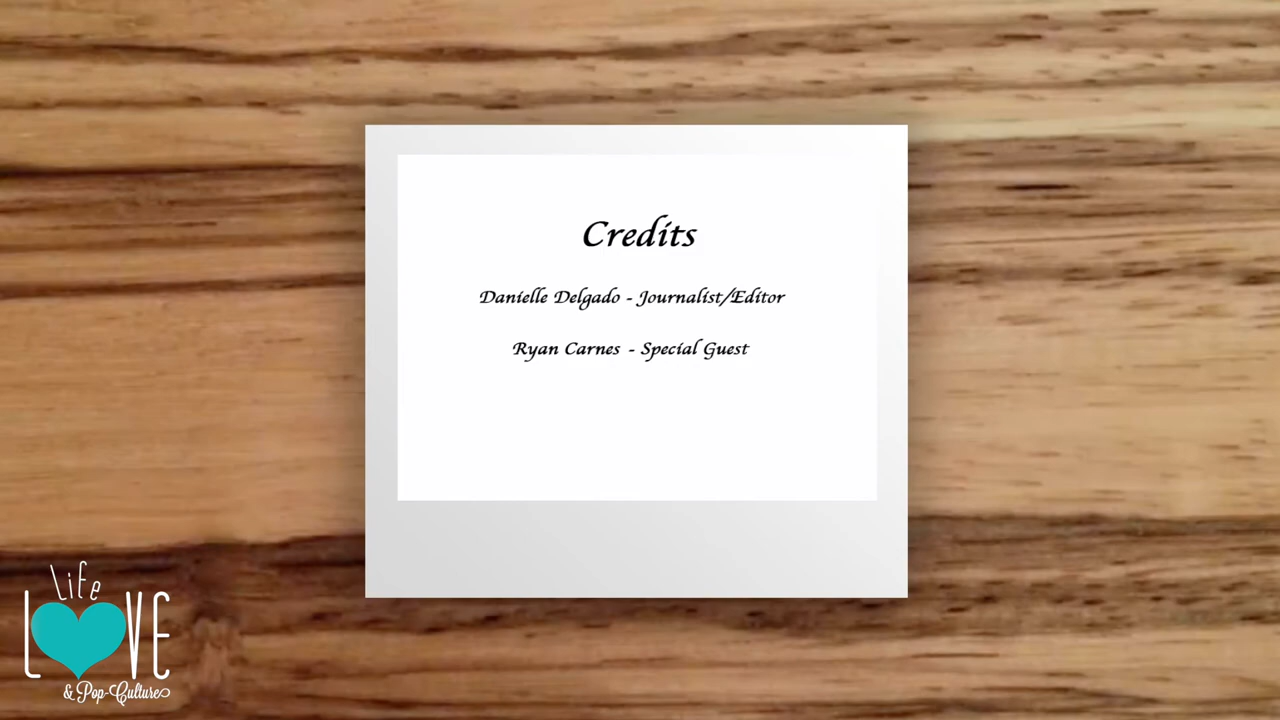 Credits
Danielle Delgado - Journalist/Editor
Ryan Carnes - Special Guest
Life
LOVE
& Pop-Culture